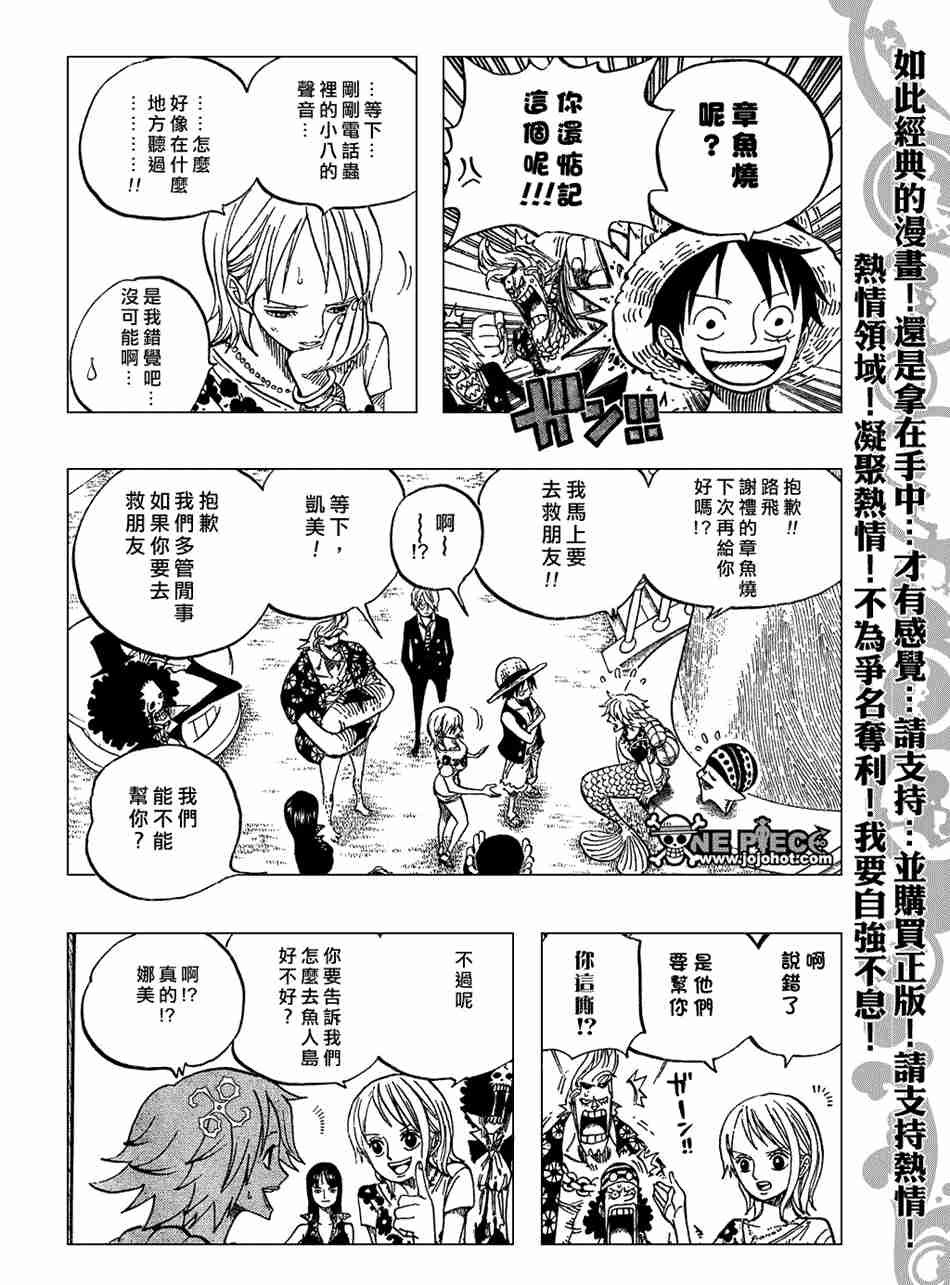 章魚燒
呢?
你還惦記
這個呢!!!
ガーン!!
…等下…
剛剛電話蟲
裡的小八的
聲音…
……怎麼
好像在什麼
地方聽過
…………!!
是我錯覺吧…
沒可能啊…
抱歉!!
路飛
謝禮的章魚燒
下次再給你
好嗎!?
我馬上要
去救朋友!!
啊~
~!?
等下,
凱美!
抱歉
我們多管閒事
如果你要去
救朋友
我們
能不能
幫你?
ONE PIECE
www.jojohot.com
啊
說錯了
是他們
要幫你
你這廝!?
ガーン!!
不過呢
你要告訴我們
怎麼去魚人島
好不好?
啊!?
真的!?
娜美
如此經典的漫畫!還是拿在手中…才有感覺…請支持…並購買正版!請支持熱情!
熱情領域!凝聚熱情!不為爭名奪利!我要自強不息!